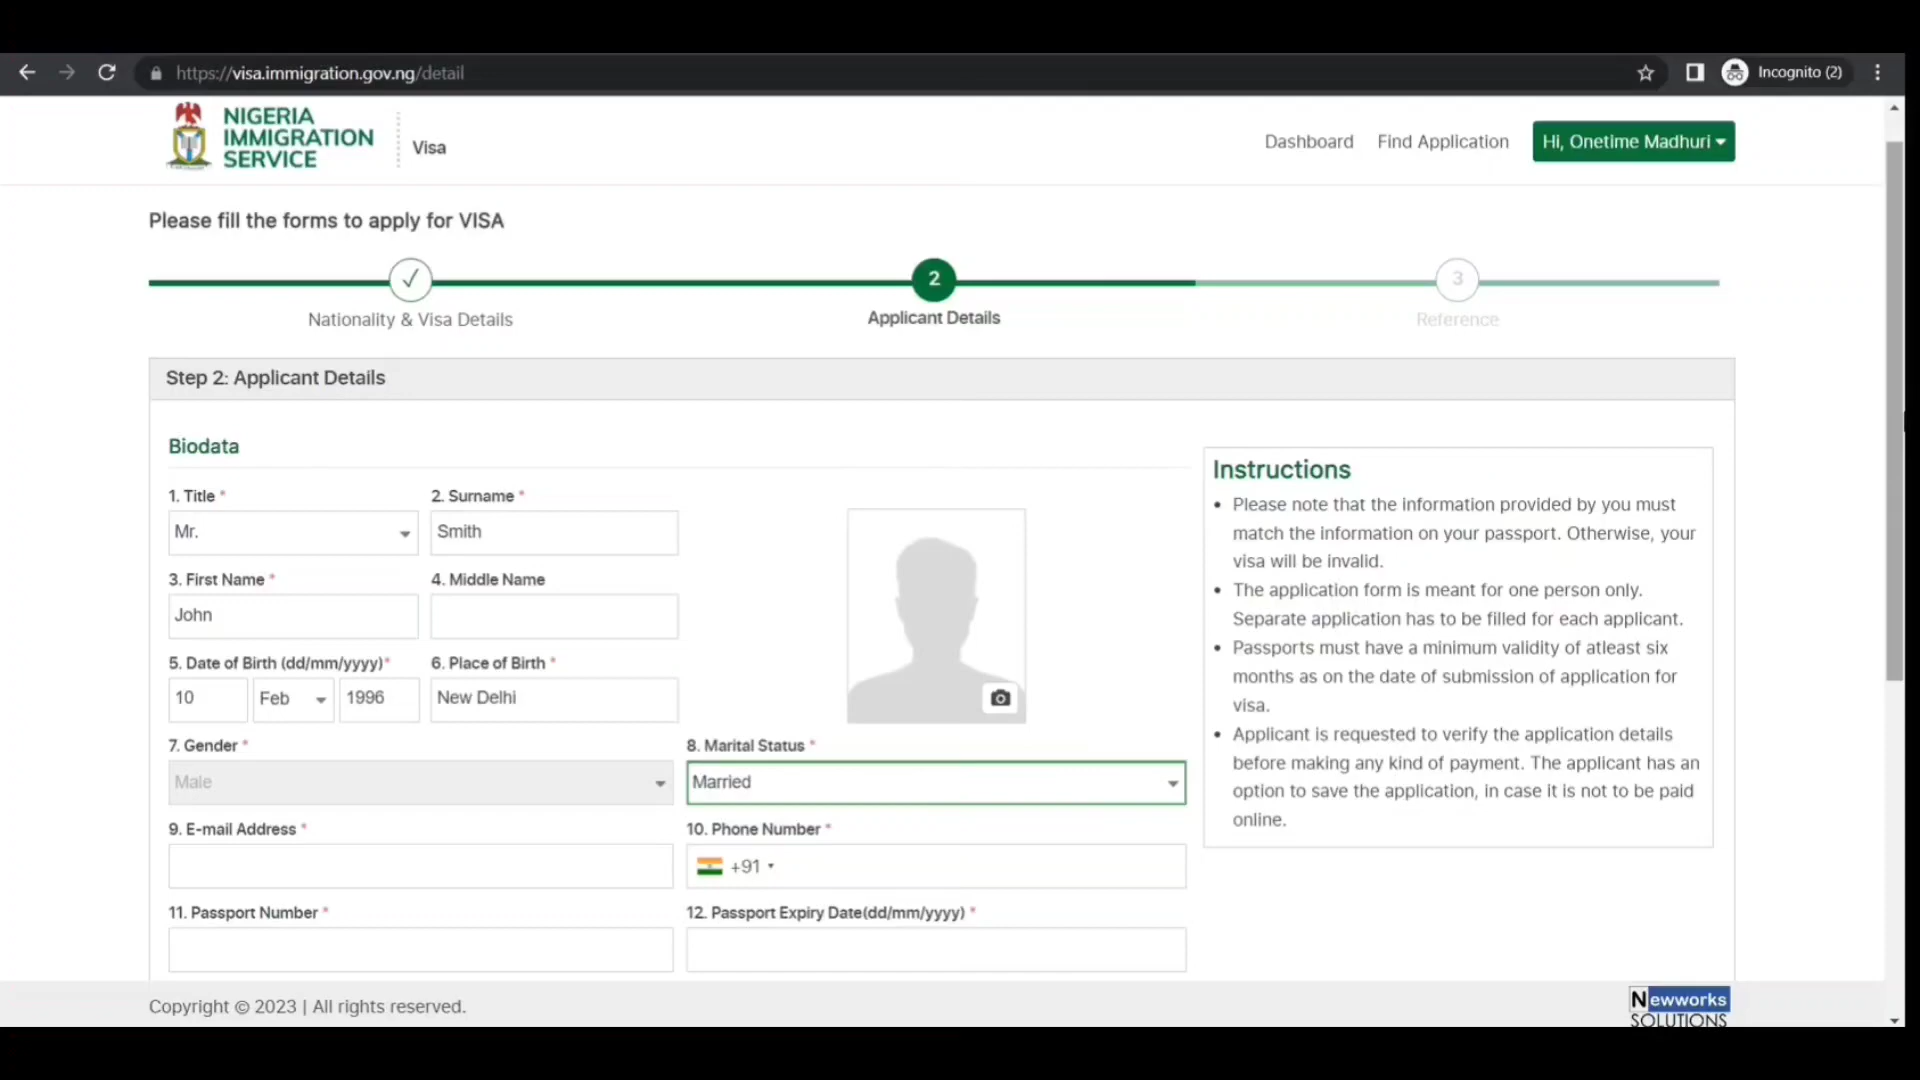 https://visa.immigration.gov.ng/detail
Incognito (2)
NIGERIA
IMMIGRATION
SERVICE
Visa
Dashboard
Find Application
Hi, Onetime Madhuri
Please fill the forms to apply for VISA
2
3
Nationality & Visa Details
Applicant Details
Reference
Step 2: Applicant Details
Biodata
1. Title *
2. Surname *
Mr.
Smith
3. First Name *
4. Middle Name
John
5. Date of Birth (dd/mm/yyyy)*
6. Place of Birth *
10
Feb
1996
New Delhi
7. Gender *
8. Marital Status *
Male
Married
9. E-mail Address *
10. Phone Number *
+91
11. Passport Number *
12. Passport Expiry Date(dd/mm/yyyy) *
Instructions
• Please note that the information provided by you must
match the information on your passport. Otherwise, your
visa will be invalid.
• The application form is meant for one person only.
Separate application has to be filled for each applicant.
• Passports must have a minimum validity of atleast six
months as on the date of submission of application for
visa.
• Applicant is requested to verify the application details
before making any kind of payment. The applicant has an
option to save the application, in case it is not to be paid
online.
Copyright © 2023 | All rights reserved.
Newworks
SOLUTIONS